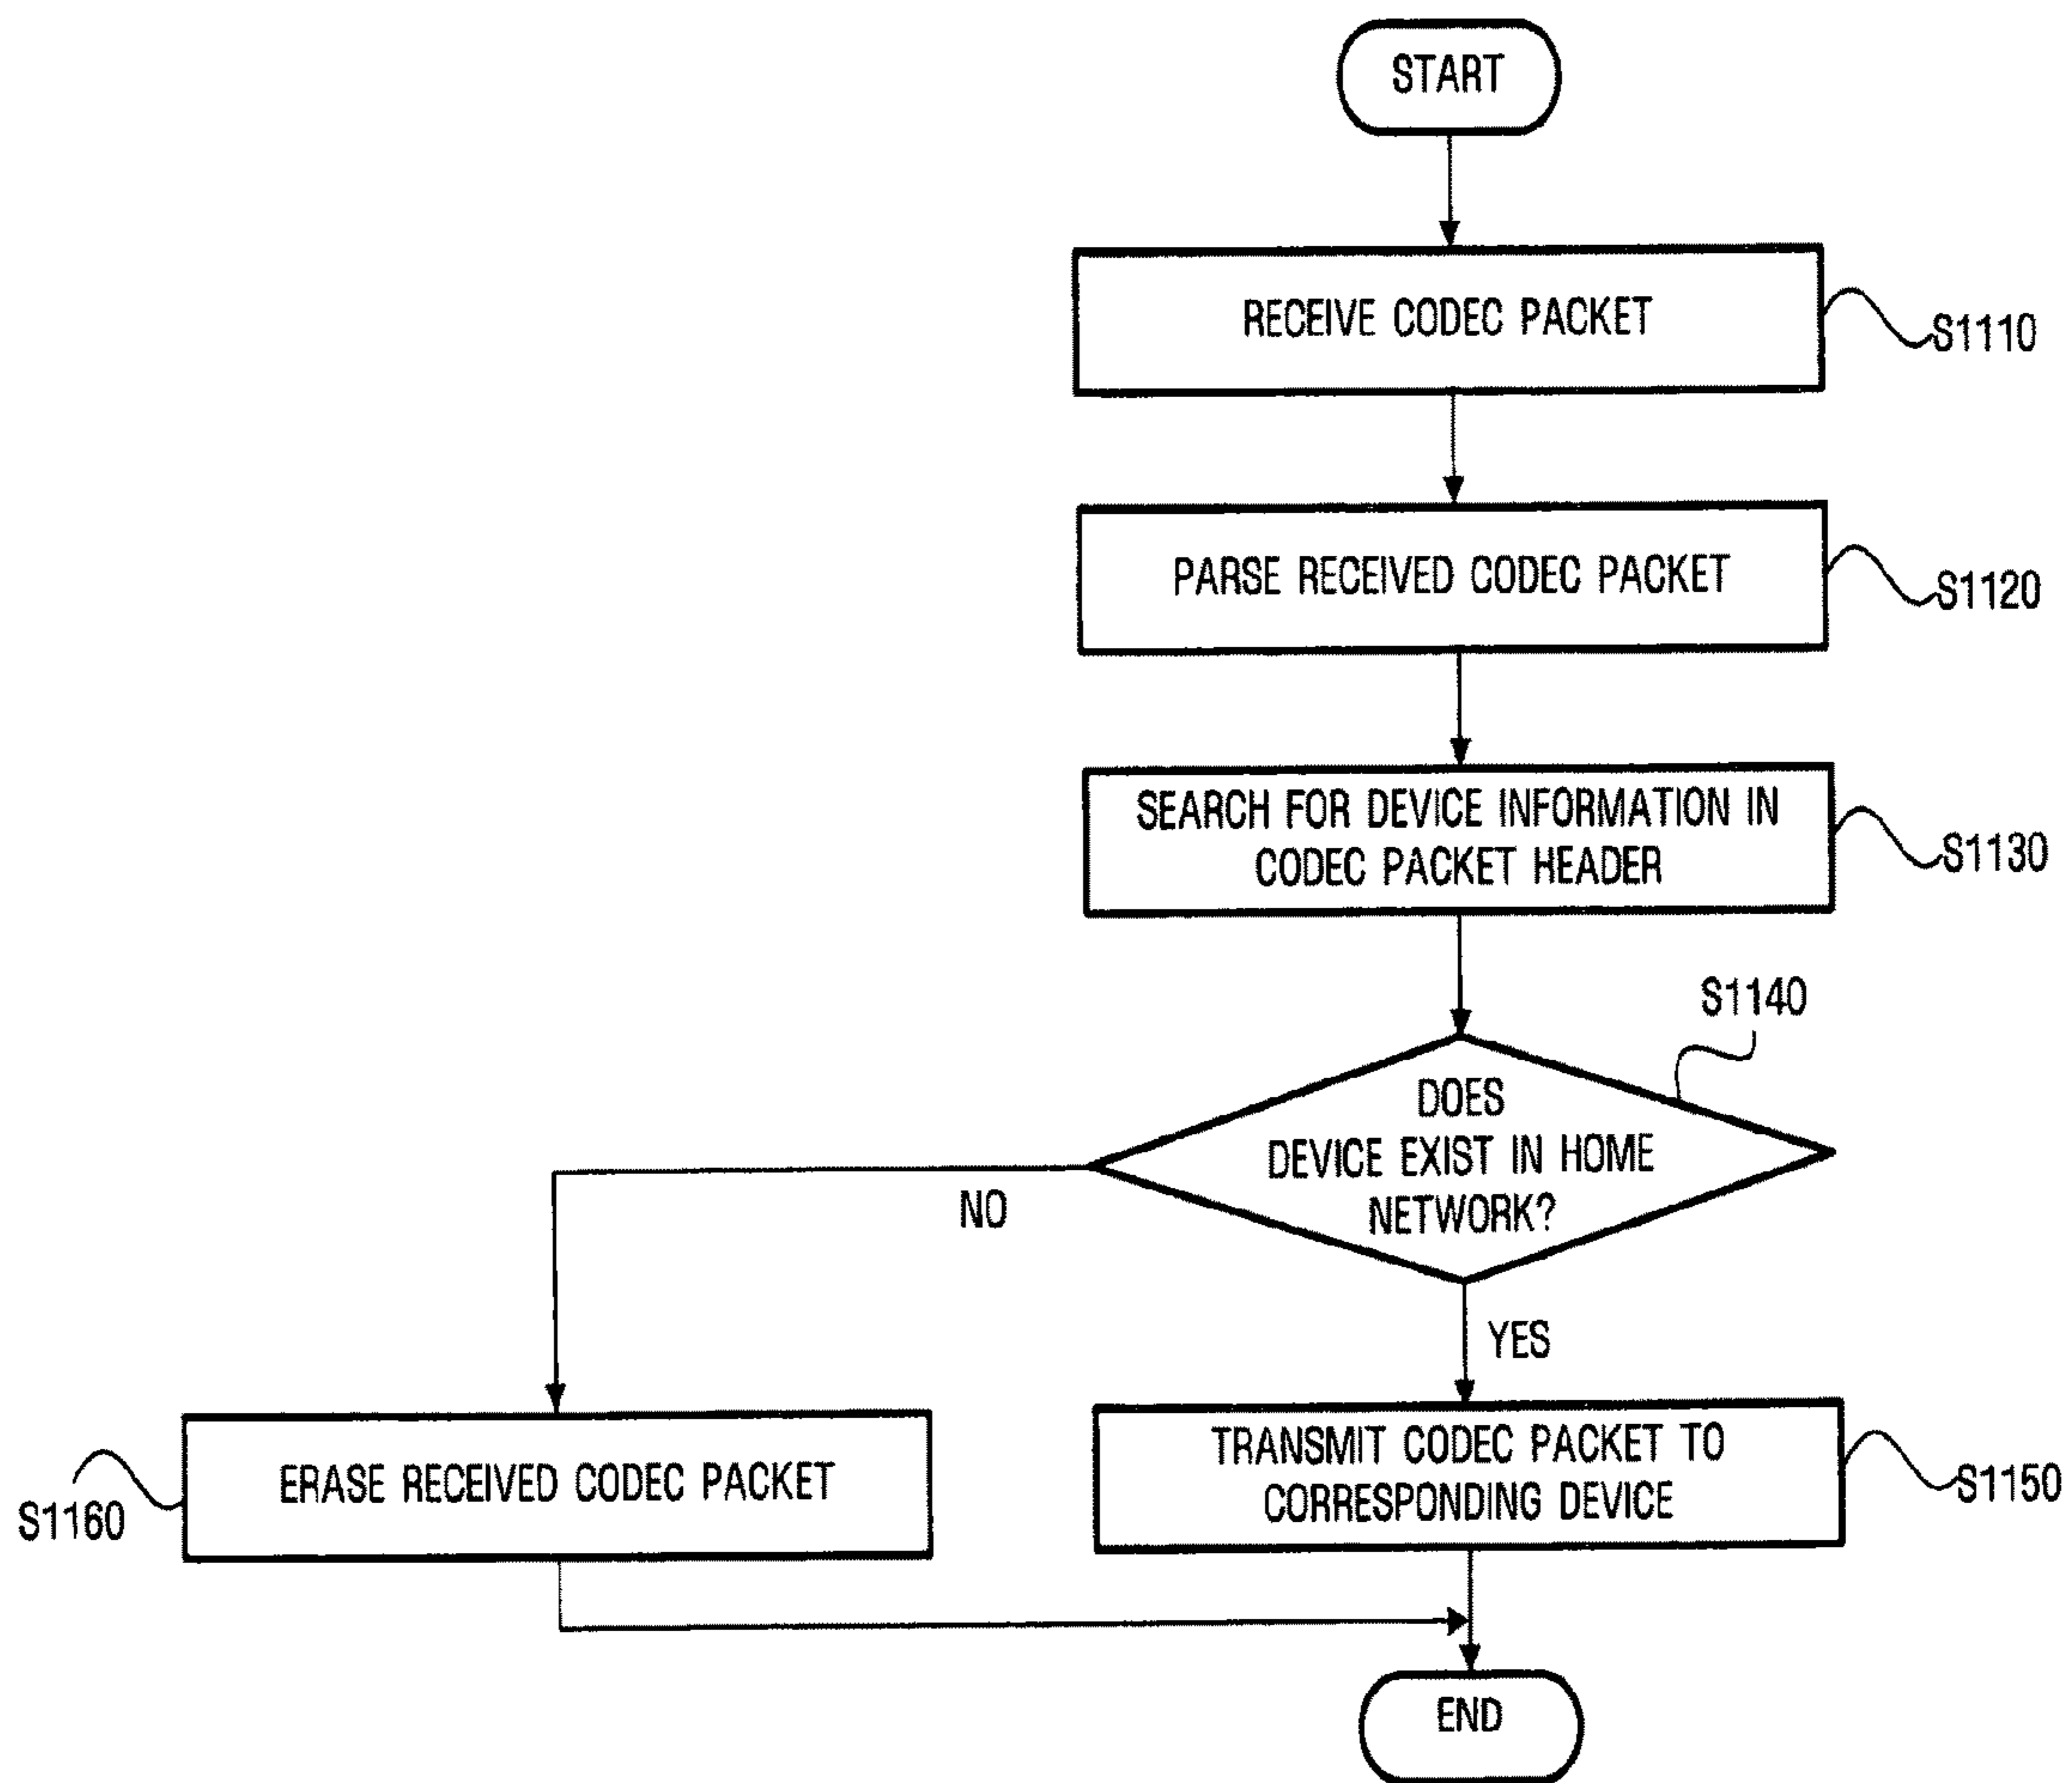 START
RECEIVE CODEC PACKET
S1110
PARSE RECEIVED CODEC PACKET
S1120
SEARCH FOR DEVICE INFORMATION IN
CODEC PACKET HEADER
S1130
S1140
DOES
DEVICE EXIST IN HOME
NETWORK?
NO
YES
ERASE RECEIVED CODEC PACKET
S1160
TRANSMIT CODEC PACKET TO
CORRESPONDING DEVICE
S1150
END